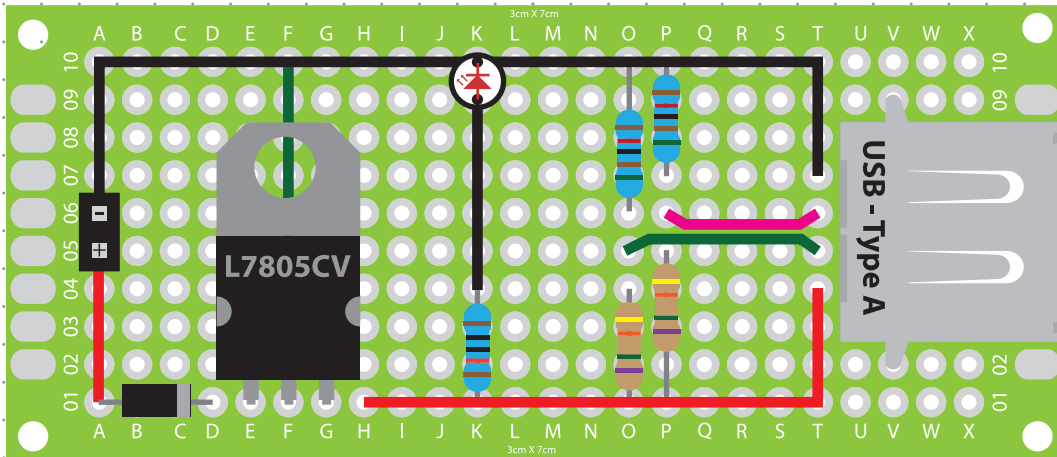 3cm X 7cm
A B C D E F G H I J K L M N O P Q R S T U V W X
10 10
09 09
08
07
06 -
05 +
04
03
02 02
01 01
L7805CV
USB - Type A
A B C D E F G H I J K L M N O P Q R S T U V W X
3cm X 7cm